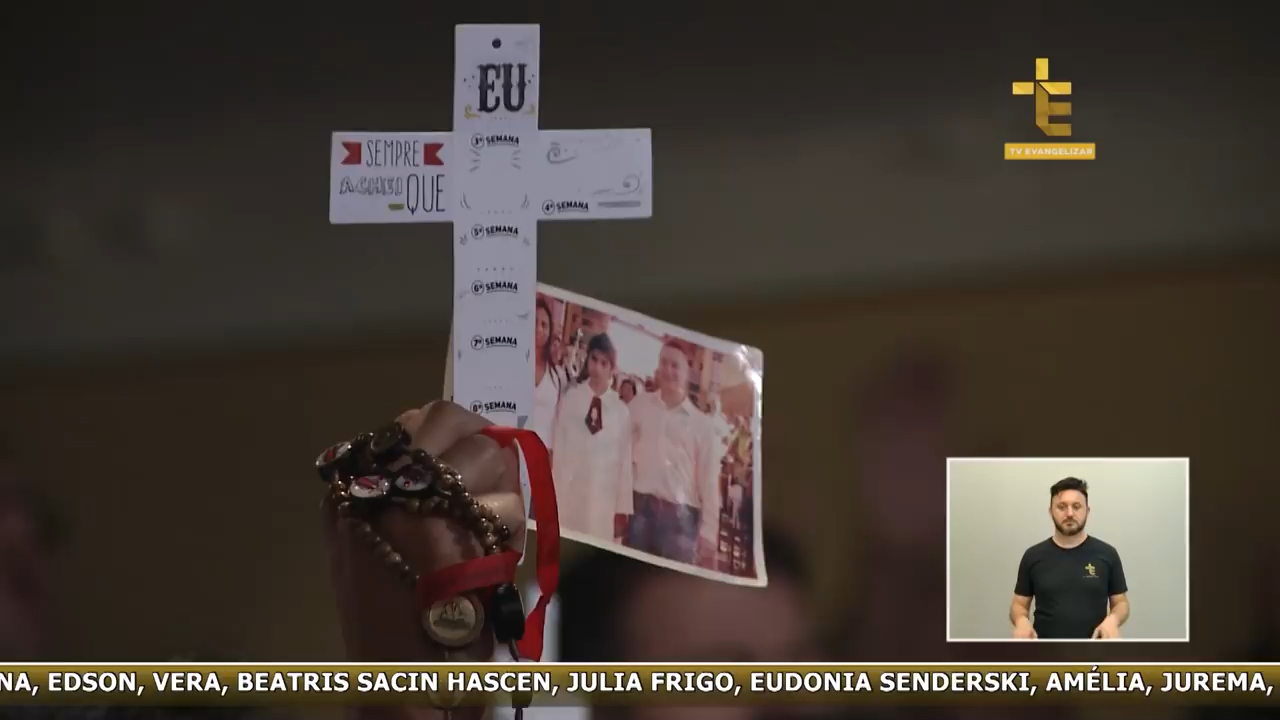 EU
3ª SEMANA
SEMPRE
ACHEI QUE
4ª SEMANA
5ª SEMANA
6ª SEMANA
7ª SEMANA
8ª SEMANA
TV EVANGELIZAR
NA, EDSON, VERA, BEATRIS SACIN HASCEN, JULIA FRIGO, EUDONIA SENDERSKI, AMÉLIA, JUREMA,